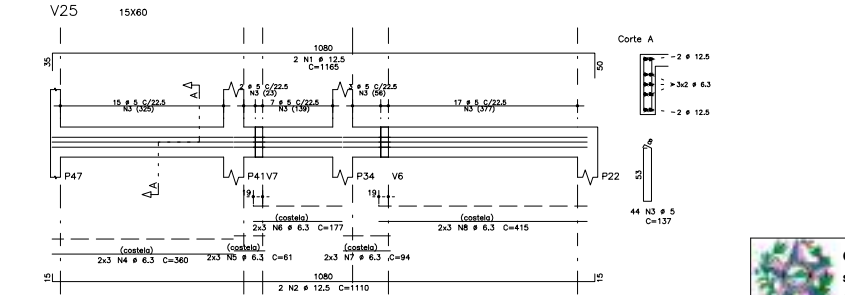 V25 15X60
Corte A
1080
2 N1 ø 12.5
C=1165
35
50
2 ø 12.5
3x2 ø 6.3
2 ø 12.5
A
15 ø 5 C/22.5
N3 (325)
2 ø 5 C/22.5
N3 (23)
7 ø 5 C/22.5
N3 (139)
3 ø 5 C/22.5
N3 (56)
17 ø 5 C/22.5
N3 (377)
P47
P41
V7
P34
V6
P22
A
19
19
53
8
44 N3 ø 5
C=137
(costela)
2x3 N6 ø 6.3 C=177
(costela)
2x3 N8 ø 6.3 C=415
(costela)
2x3 N4 ø 6.3 C=360
(costela)
2x3 N5 ø 6.3 C=61
(costela)
2x3 N7 ø 6.3 C=94
15
1080
2 N2 ø 12.5 C=1110
15